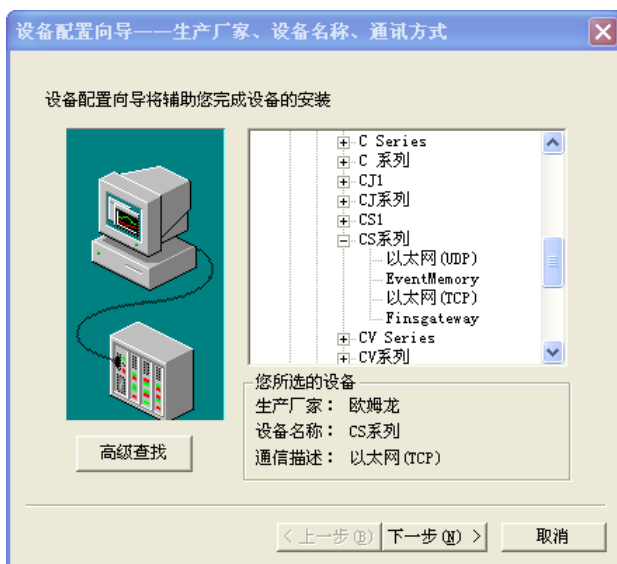 设备配置向导——生产厂家、设备名称、通讯方式
设备配置向导将辅助您完成设备的安装
C Series
C 系列
CJ1
CJ系列
CS1
CS系列
以太网(UDP)
EventMemory
以太网(TCP)
Finsgateway
CV Series
CV系列
您所选的设备
生产厂家： 欧姆龙
设备名称： CS系列
通信描述： 以太网(TCP)
高级查找
< 上一步(B) 下一步(N) > 取消